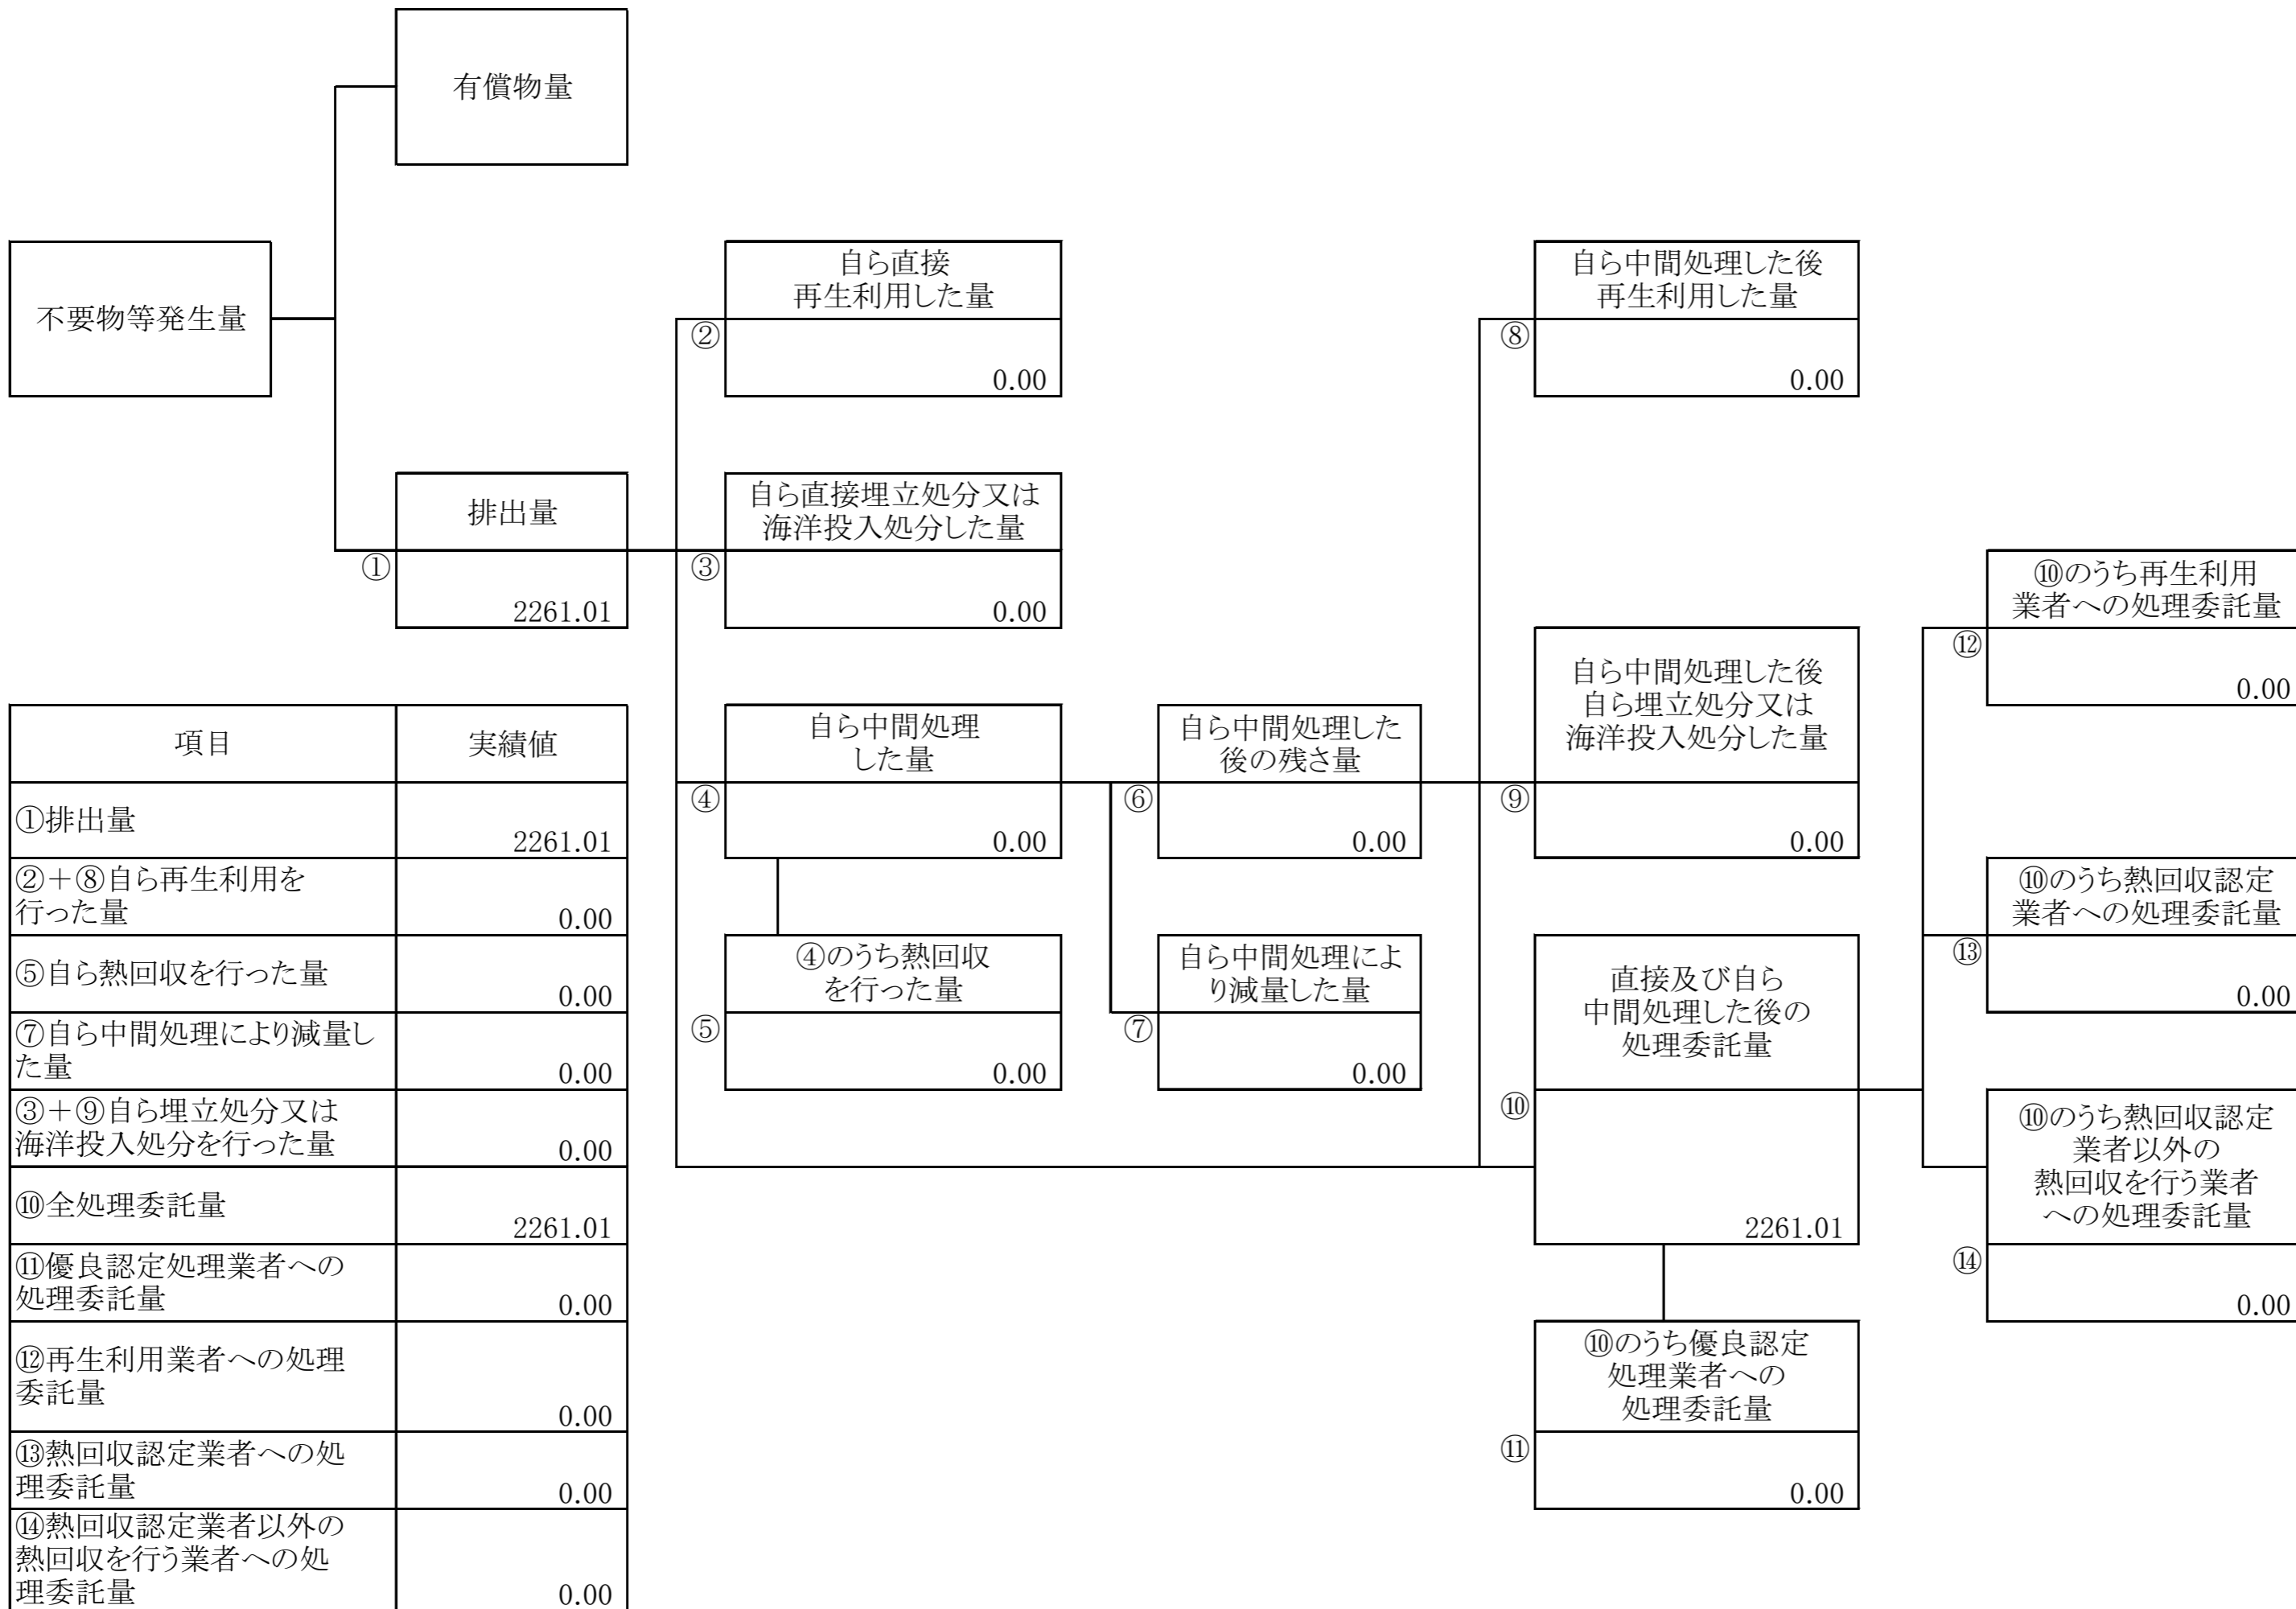 有償物量
不要物等発生量
自ら直接
再生利用した量
②
0.00
自ら中間処理した後
再生利用した量
⑧
0.00
排出量
①
2261.01
自ら直接埋立処分又は
海洋投入処分した量
③
0.00
⑩のうち再生利用
業者への処理委託量
⑫
0.00
自ら中間処理
した量
④
0.00
自ら中間処理した
後の残さ量
⑥
0.00
自ら中間処理した後
自ら埋立処分又は
海洋投入処分した量
⑨
0.00
④のうち熱回収
を行った量
⑤
0.00
自ら中間処理によ
り減量した量
⑦
0.00
直接及び自ら
中間処理した後の
処理委託量
⑩
2261.01
⑩のうち熱回収認定
業者への処理委託量
⑬
0.00
⑩のうち熱回収認定
業者以外の
熱回収を行う業者
への処理委託量
⑭
0.00
⑩のうち優良認定
処理業者への
処理委託量
⑪
0.00
項目 実績値
①排出量
2261.01
②＋⑧自ら再生利用を
行った量
0.00
⑤自ら熱回収を行った量
0.00
⑦自ら中間処理により減量し
た量
0.00
③＋⑨自ら埋立処分又は
海洋投入処分を行った量
0.00
⑩全処理委託量
2261.01
⑪優良認定処理業者への
処理委託量
0.00
⑫再生利用業者への処理
委託量
0.00
⑬熱回収認定業者への処
理委託量
0.00
⑭熱回収認定業者以外の
熱回収を行う業者への処
理委託量
0.00